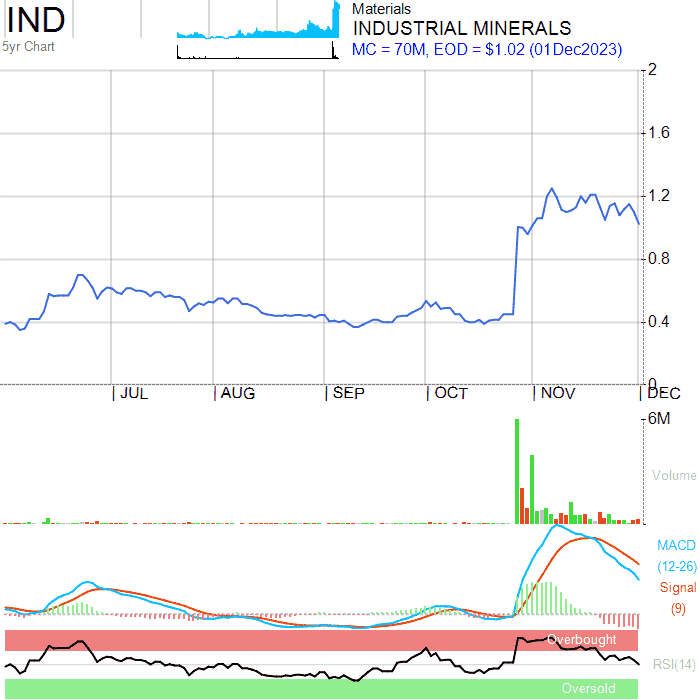 IND
5yr Chart
Materials
INDUSTRIAL MINERALS
MC = 70M, EOD = $1.02 (01Dec2023)
2
1.6
1.2
0.8
0.4
0
JUL
AUG
SEP
OCT
NOV
DEC
6M
Volume
MACD
(12-26)
Signal
(9)
Overbought
RSI(14)
Oversold